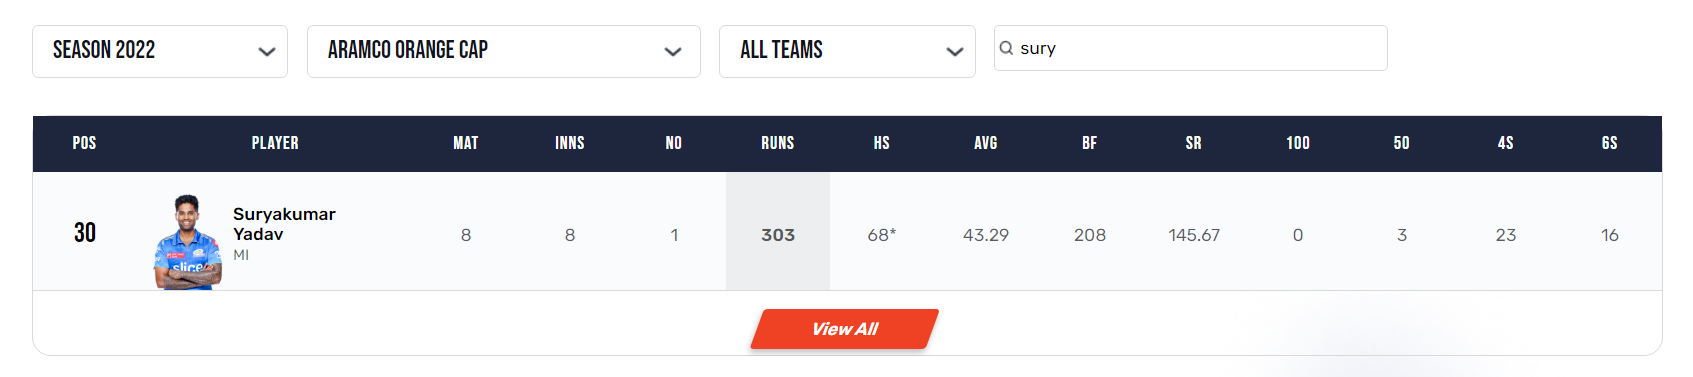 SEASON 2022 ARAMCO ORANGE CAP ALL TEAMS sury
POS PLAYER MAT INNS NO RUNS HS AVG BF SR 100 50 4S 6S
30 Suryakumar Yadav MI 8 8 1 303 68* 43.29 208 145.67 0 3 23 16
slice
View All